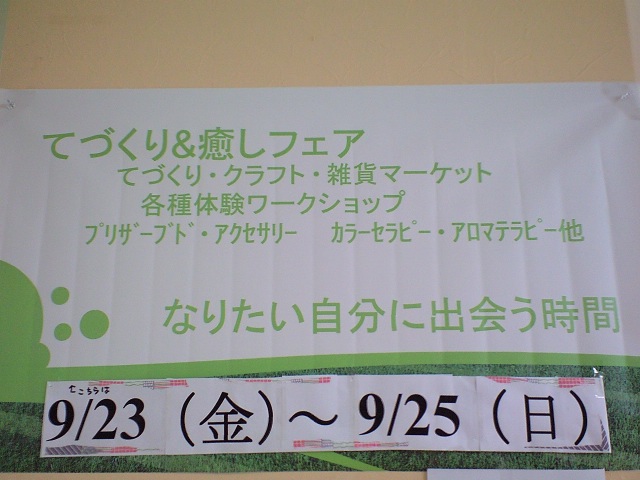 てづくり&癒しフェア
てづくり・クラフト・雑貨マーケット
各種体験ワークショップ
ﾌﾟﾘｻﾞｰﾌﾞﾄﾞ・ｱｸｾｻﾘｰ ｶﾗｰｾﾗﾋﾟｰ・ｱﾛﾏﾃﾗﾋﾟｰ他
なりたい自分に出会う時間
↑こちらは
9/23（金）～9/25（日）